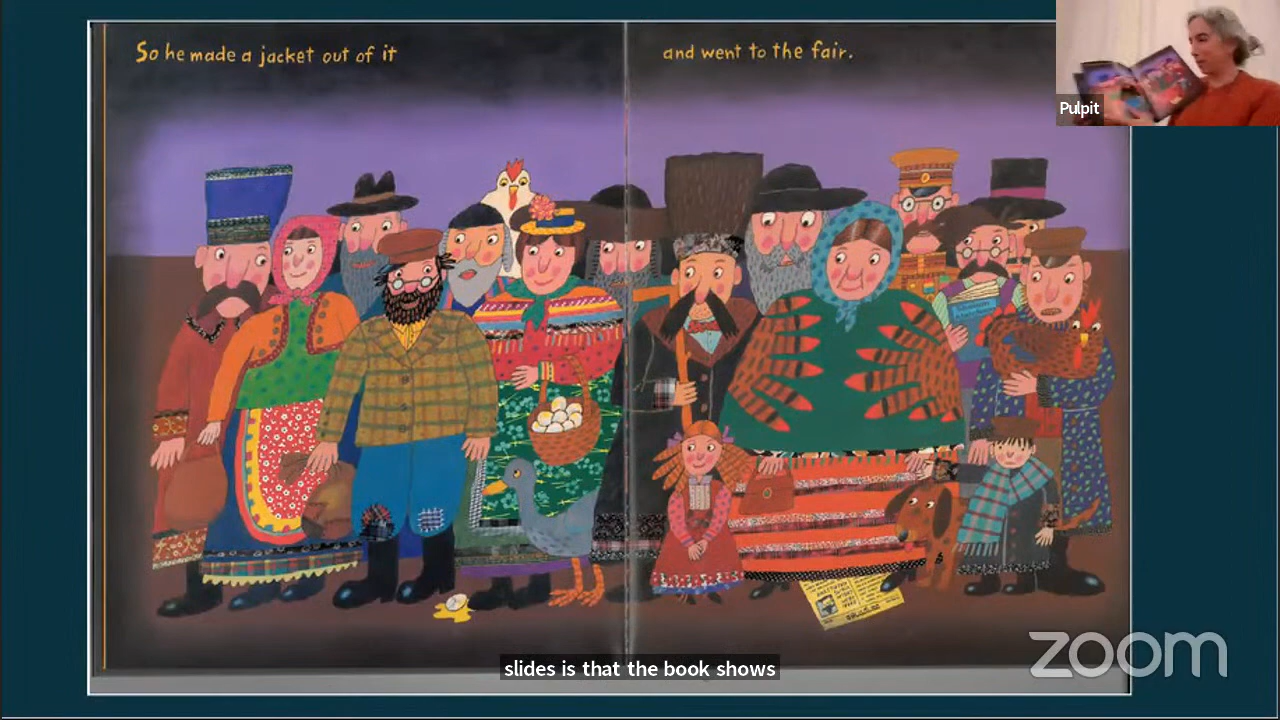 So he made a jacket out of it
and went to the fair.
Pulpit
slides is that the book shows
zoom